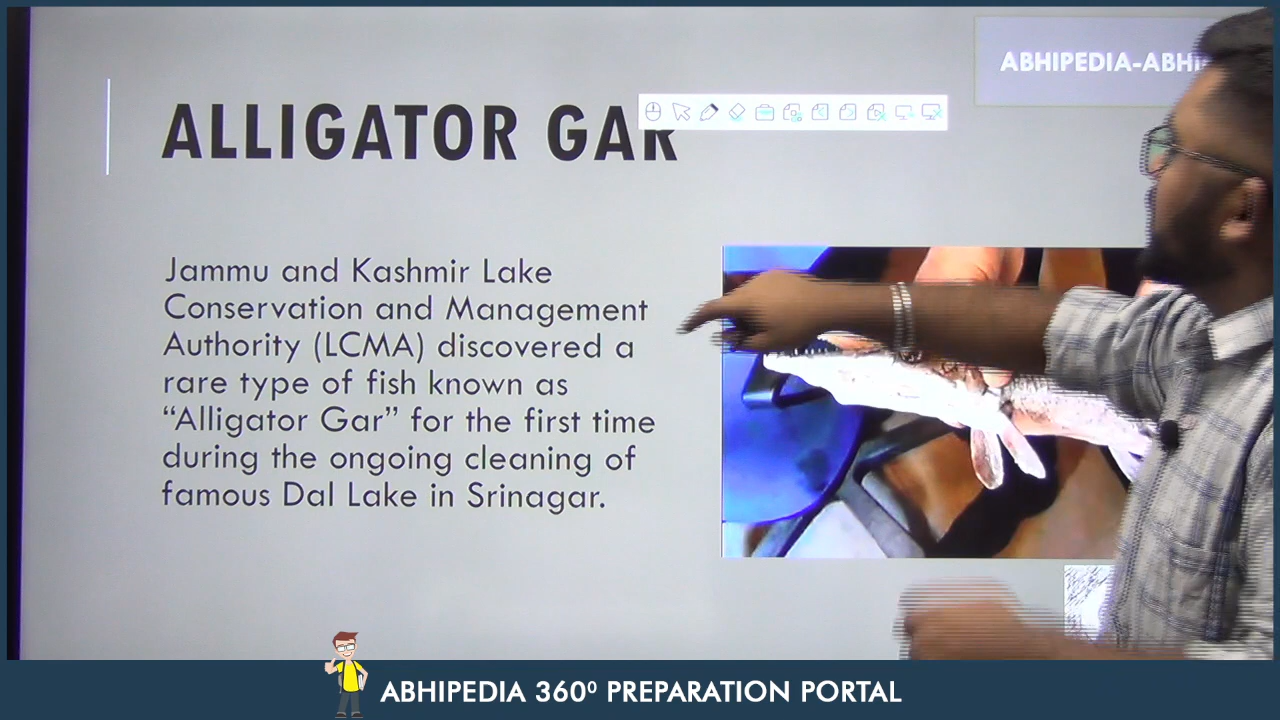 ABHIPEDIA-ABHI
ALLIGATOR GAR
Jammu and Kashmir Lake
Conservation and Management
Authority (LCMA) discovered a
rare type of fish known as
“Alligator Gar” for the first time
during the ongoing cleaning of
famous Dal Lake in Srinagar.
ABHIPEDIA 360⁰ PREPARATION PORTAL